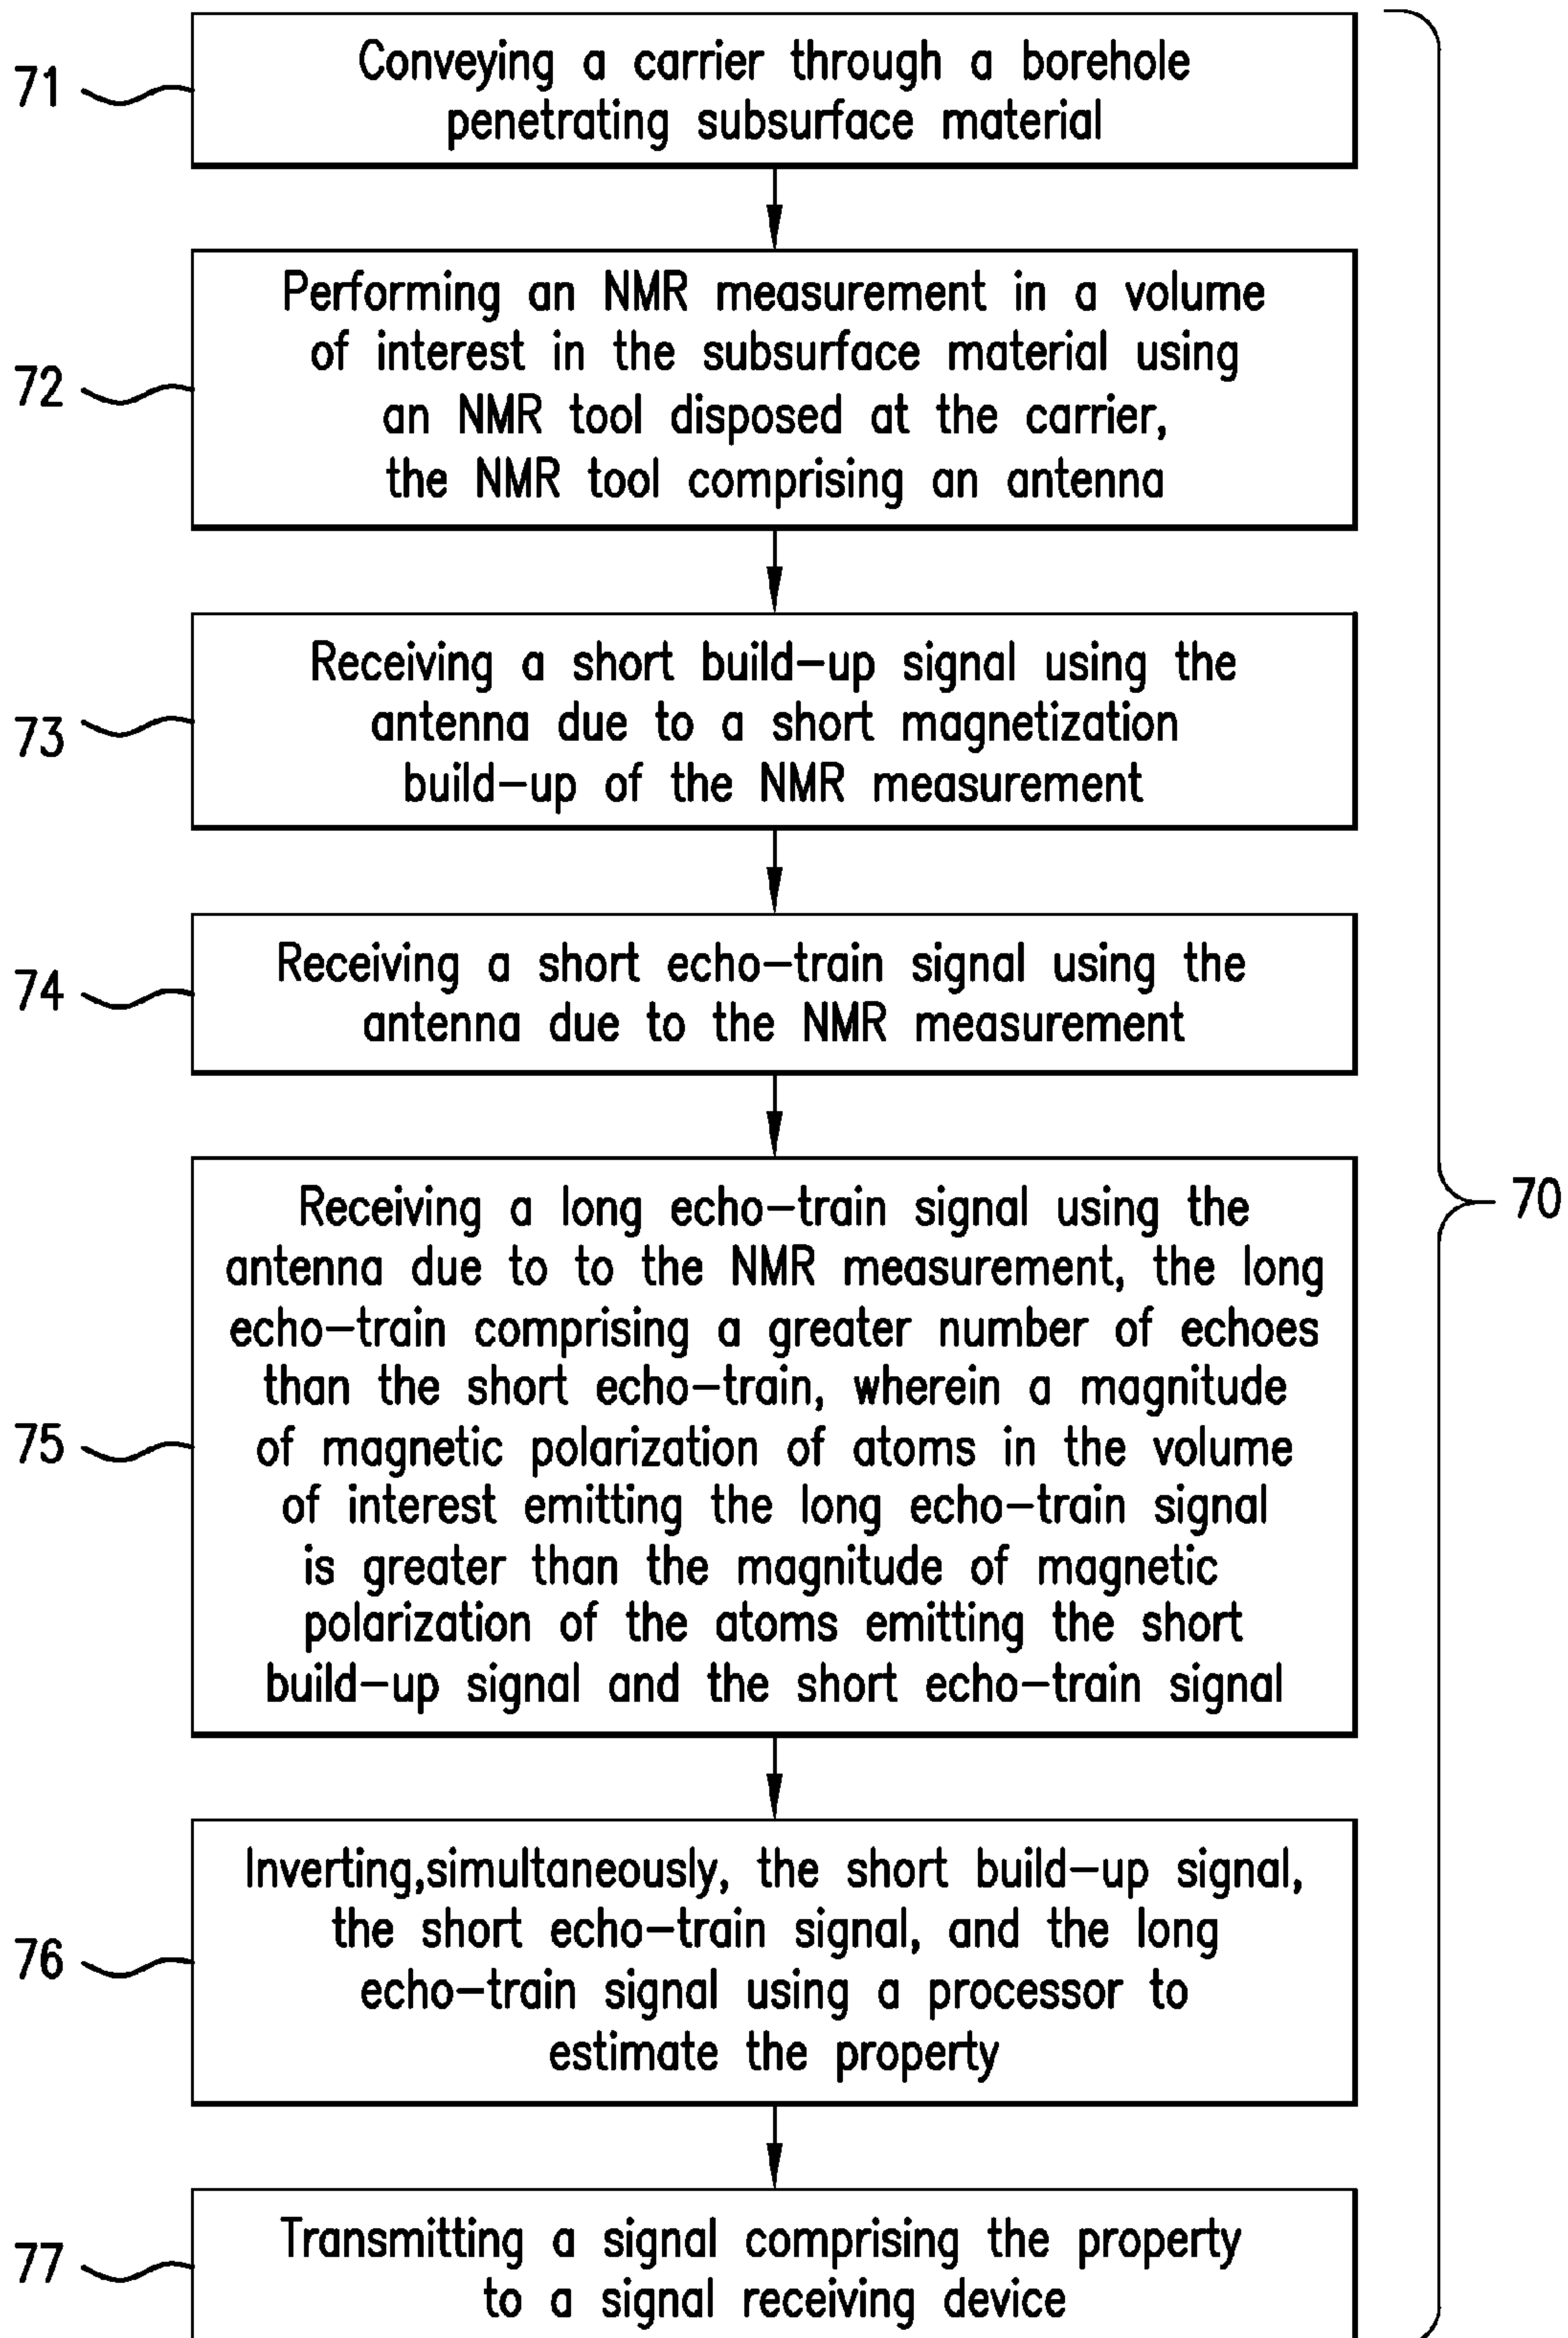 71
Conveying a carrier through a borehole
penetrating subsurface material
72
Performing an NMR measurement in a volume
of interest in the subsurface material using
an NMR tool disposed at the carrier,
the NMR tool comprising an antenna
73
Receiving a short build-up signal using the
antenna due to a short magnetization
build-up of the NMR measurement
74
Receiving a short echo-train signal using the
antenna due to the NMR measurement
75
Receiving a long echo-train signal using the
antenna due to to the NMR measurement, the long
echo-train comprising a greater number of echoes
than the short echo-train, wherein a magnitude
of magnetic polarization of atoms in the volume
of interest emitting the long echo-train signal
is greater than the magnitude of magnetic
polarization of the atoms emitting the short
build-up signal and the short echo-train signal
70
76
Inverting,simultaneously, the short build-up signal,
the short echo-train signal, and the long
echo-train signal using a processor to
estimate the property
77
Transmitting a signal comprising the property
to a signal receiving device